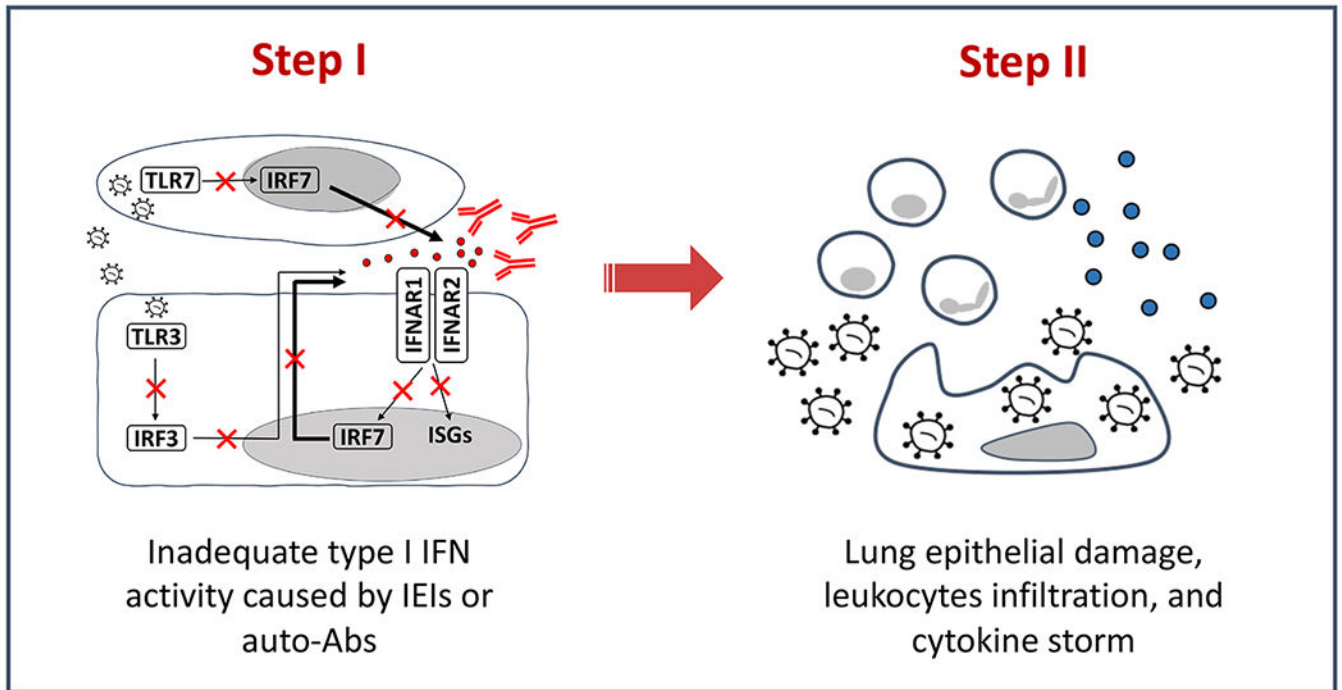 Step I
TLR7
IRF7
IFNAR1
IFNAR2
TLR3
IRF3
IRF7
ISGs
Inadequate type I IFN
activity caused by IEIs or
auto-Abs
Step II
Lung epithelial damage,
leukocytes infiltration, and
cytokine storm